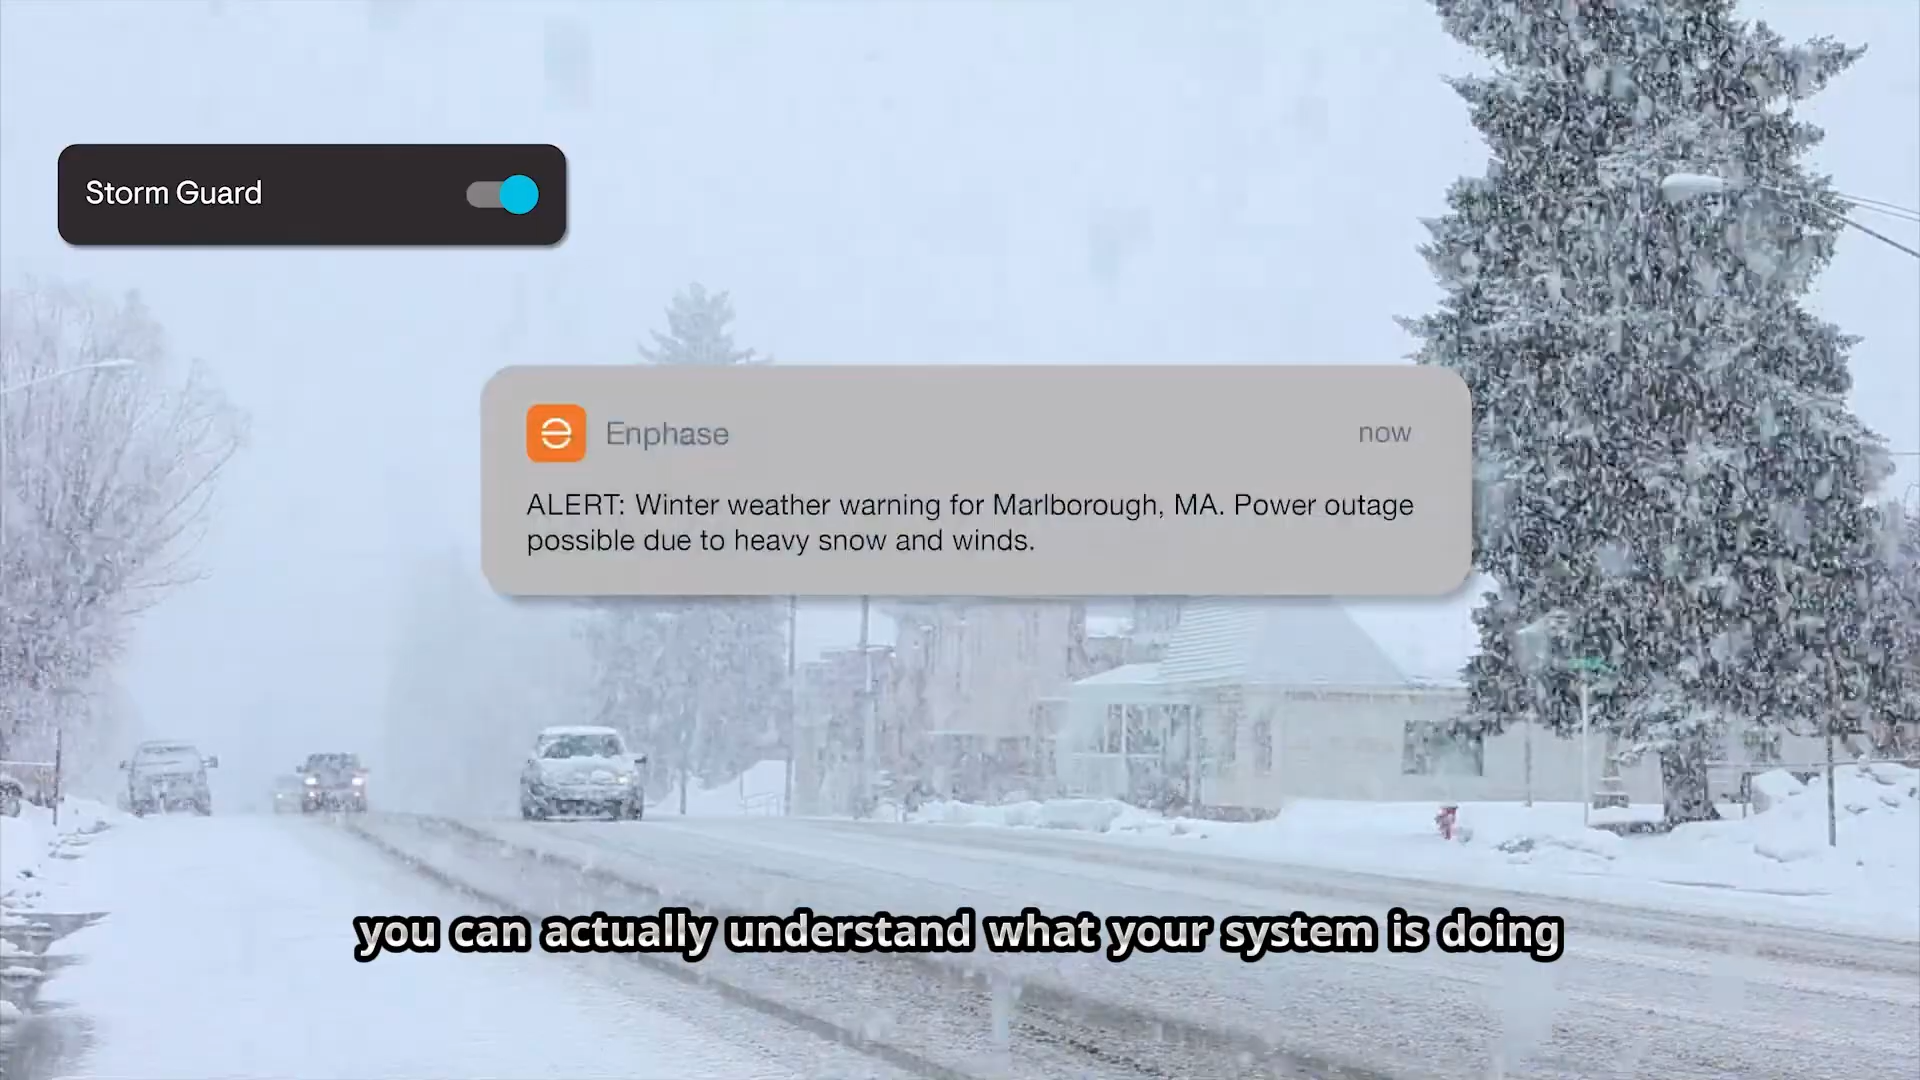 Storm Guard
Enphase
now
ALERT: Winter weather warning for Marlborough, MA. Power outage
possible due to heavy snow and winds.
you can actually understand what your system is doing